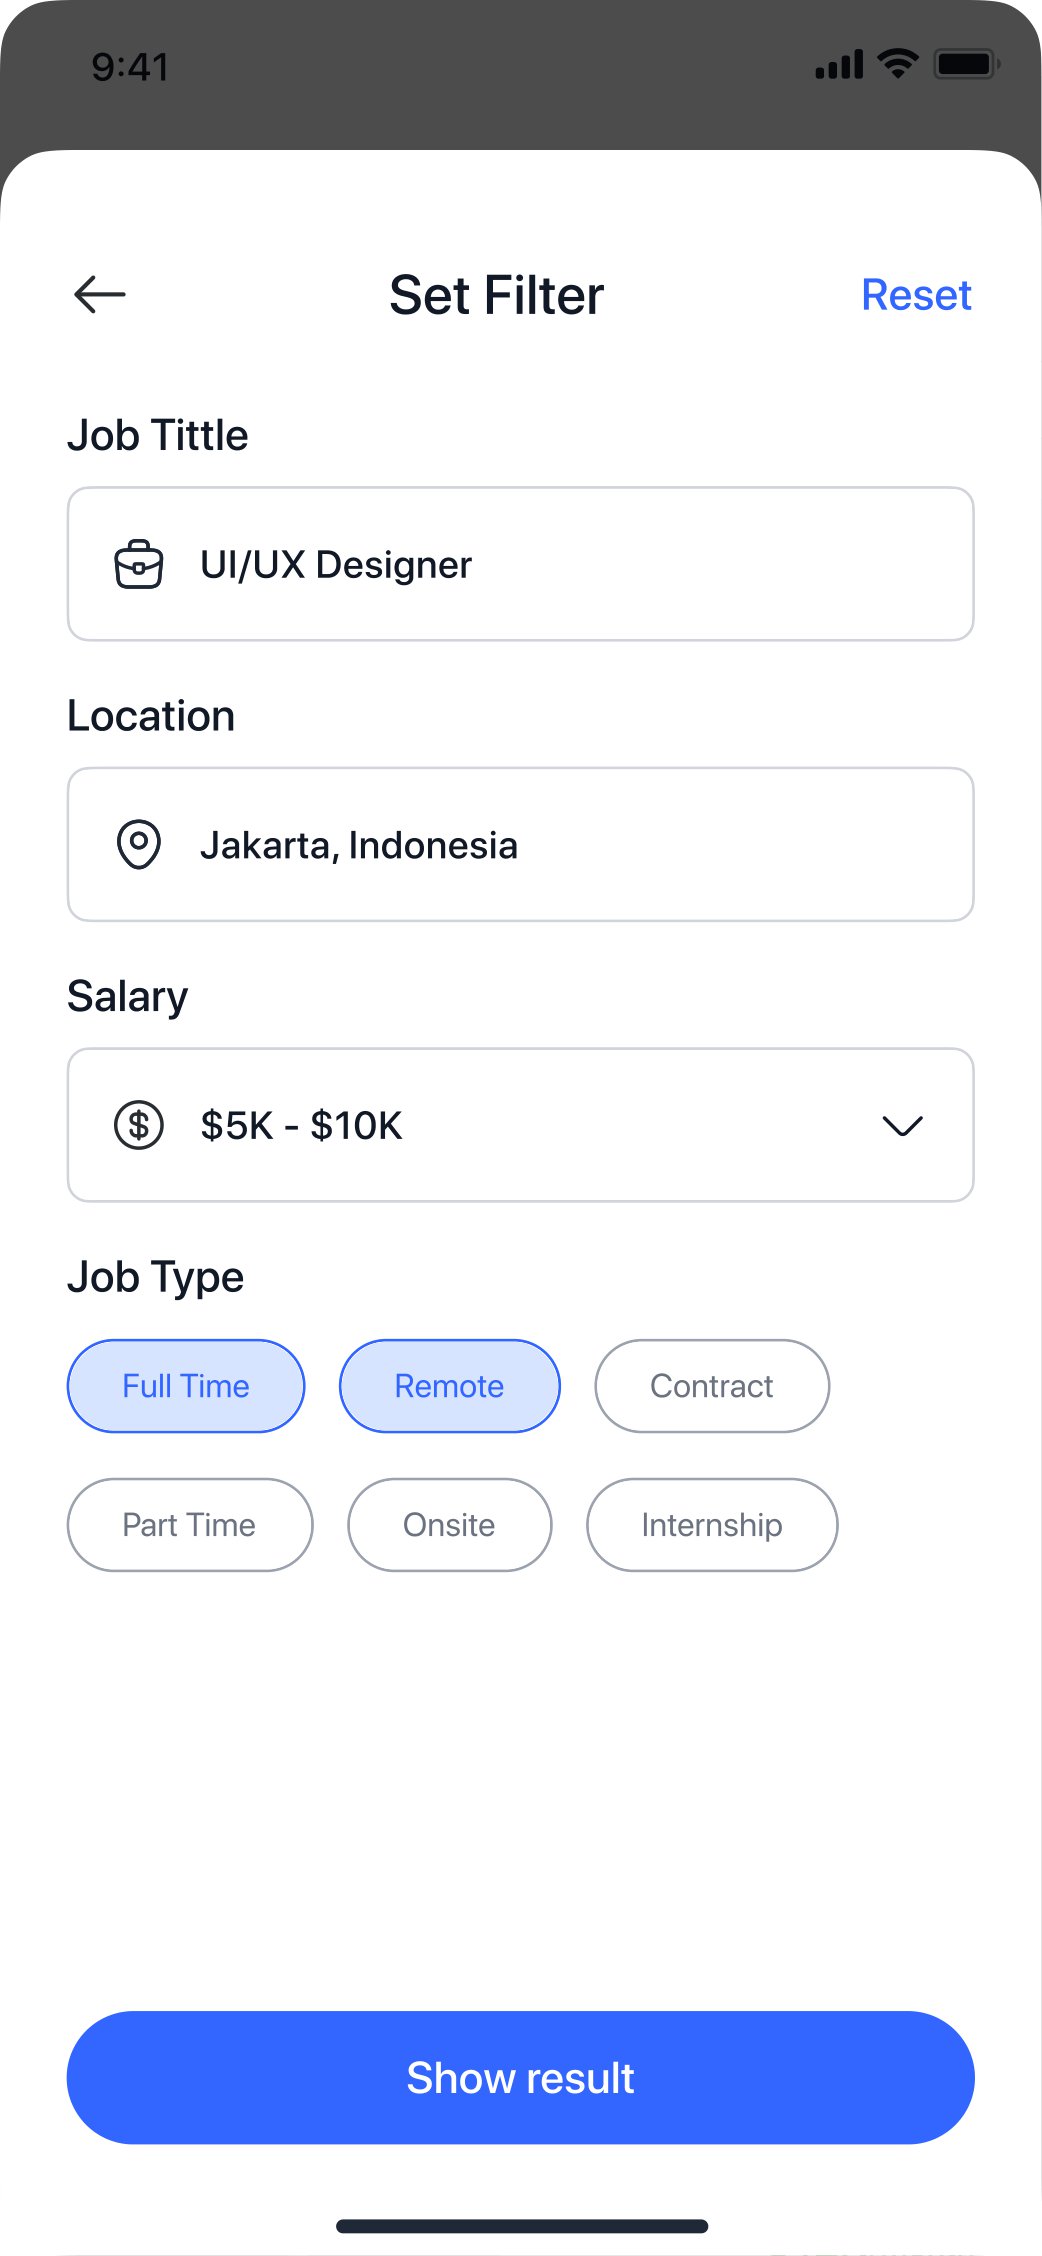 9:41
Set Filter
Reset
Job Tittle
UI/UX Designer
Location
Jakarta, Indonesia
Salary
$5K - $10K
Job Type
Full Time
Remote
Contract
Part Time
Onsite
Internship
Show result